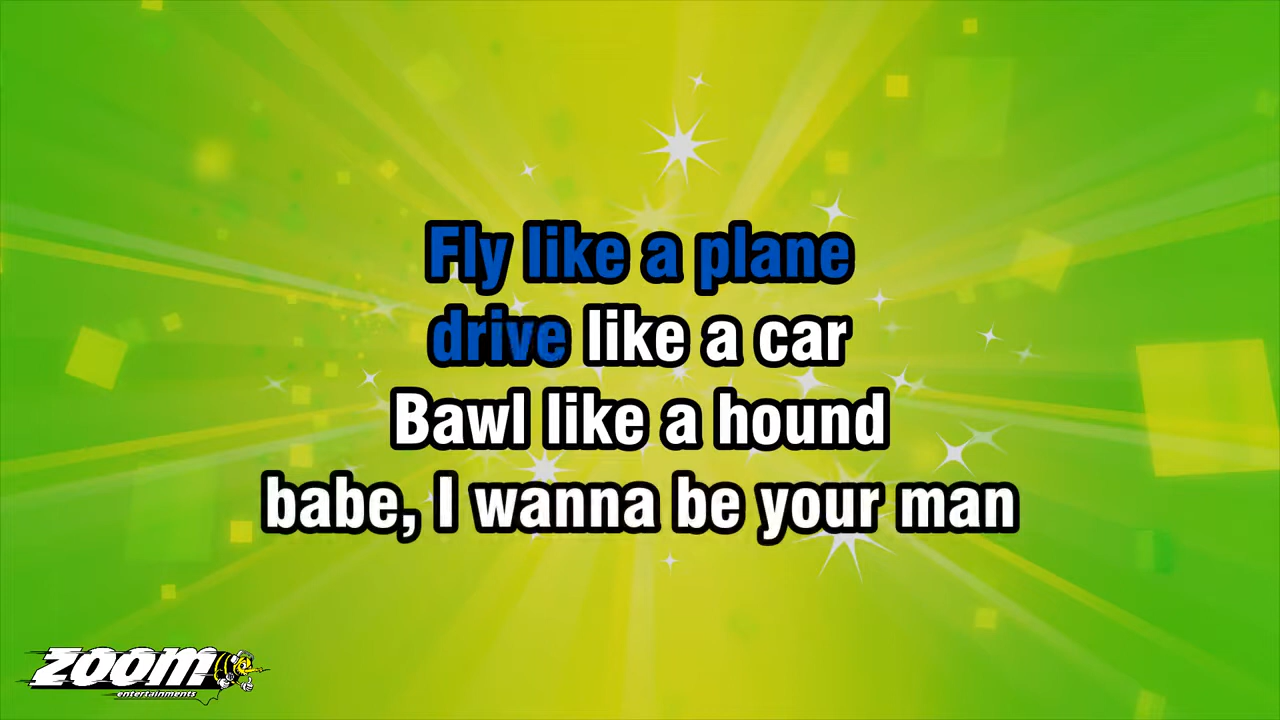 Fly like a plane
drive like a car
Bawl like a hound
babe, I wanna be your man
ZOOM
entertainments